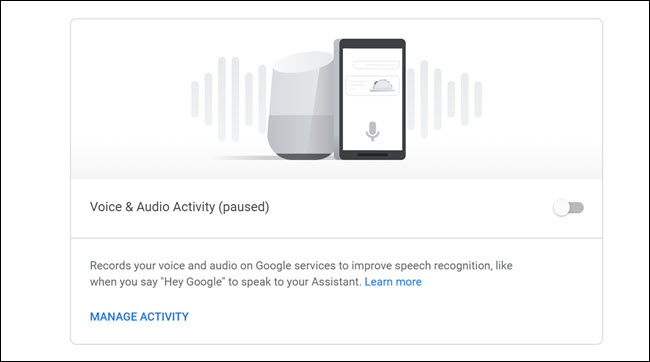 Voice & Audio Activity (paused)
Records your voice and audio on Google services to improve speech recognition, like
when you say "Hey Google" to speak to your Assistant. Learn more
MANAGE ACTIVITY